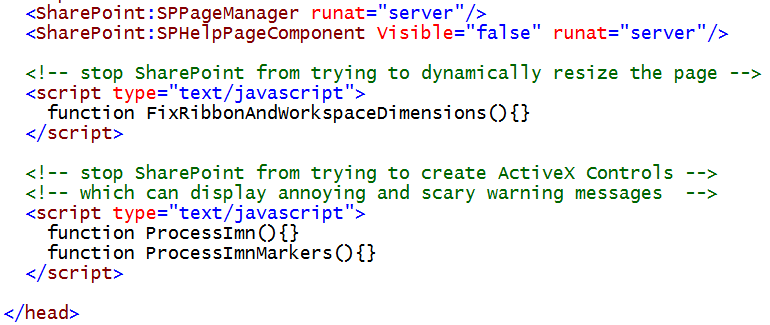 <SharePoint:SPPageManager runat="server"/>
<SharePoint:SPHelpPageComponent Visible="false" runat="server"/>
<!-- stop SharePoint from trying to dynamically resize the page -->
<script type="text/javascript">
function FixRibbonAndWorkspaceDimensions(){}
</script>
<!-- stop SharePoint from trying to create ActiveX Controls -->
<!-- which can display annoying and scary warning messages  -->
<script type="text/javascript">
function ProcessImn(){}
function ProcessImnMarkers(){}
</script>
</head>